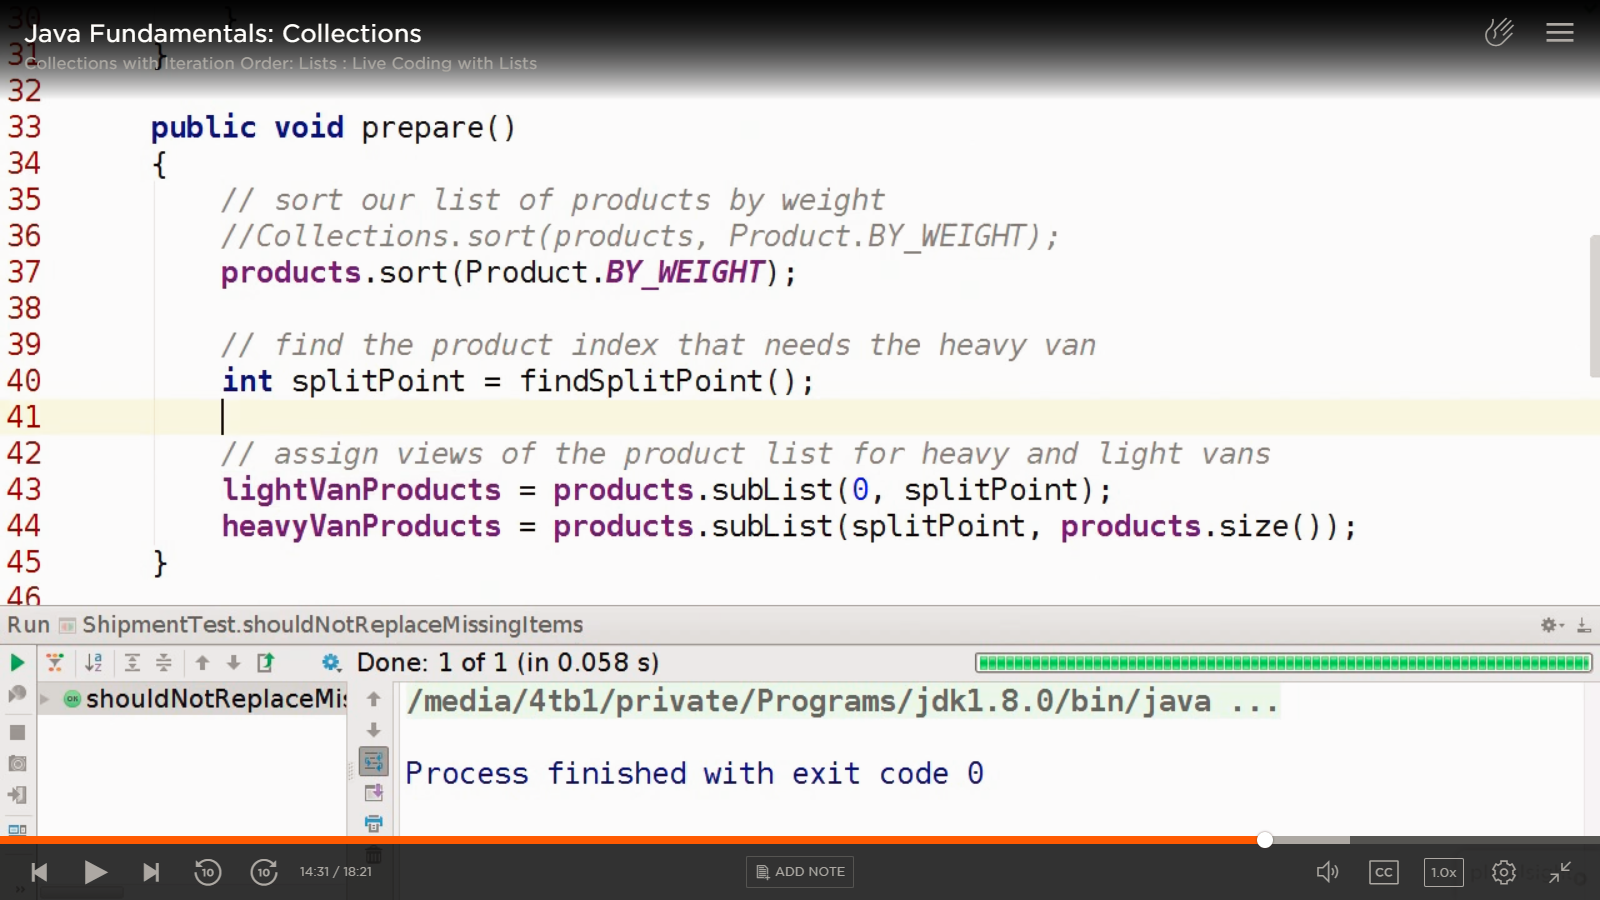 30 }
Java Fundamentals: Collections
31 }
Collections with Iteration Order: Lists : Live Coding with Lists
32
33 public void prepare()
34 {
35 // sort our list of products by weight
36 //Collections.sort(products, Product.BY_WEIGHT);
37 products.sort(Product.BY_WEIGHT);
38
39 // find the product index that needs the heavy van
40 int splitPoint = findSplitPoint();
41
42 // assign views of the product list for heavy and light vans
43 lightVanProducts = products.subList(0, splitPoint);
44 heavyVanProducts = products.subList(splitPoint, products.size());
45 }
46
Run ShipmentTest.shouldNotReplaceMissingItems
Done: 1 of 1 (in 0.058 s)
OK shouldNotReplaceMis
/media/4tb1/private/Programs/jdk1.8.0/bin/java ...
Process finished with exit code 0
10 10 14:31 / 18:21 ADD NOTE CC 1.0x